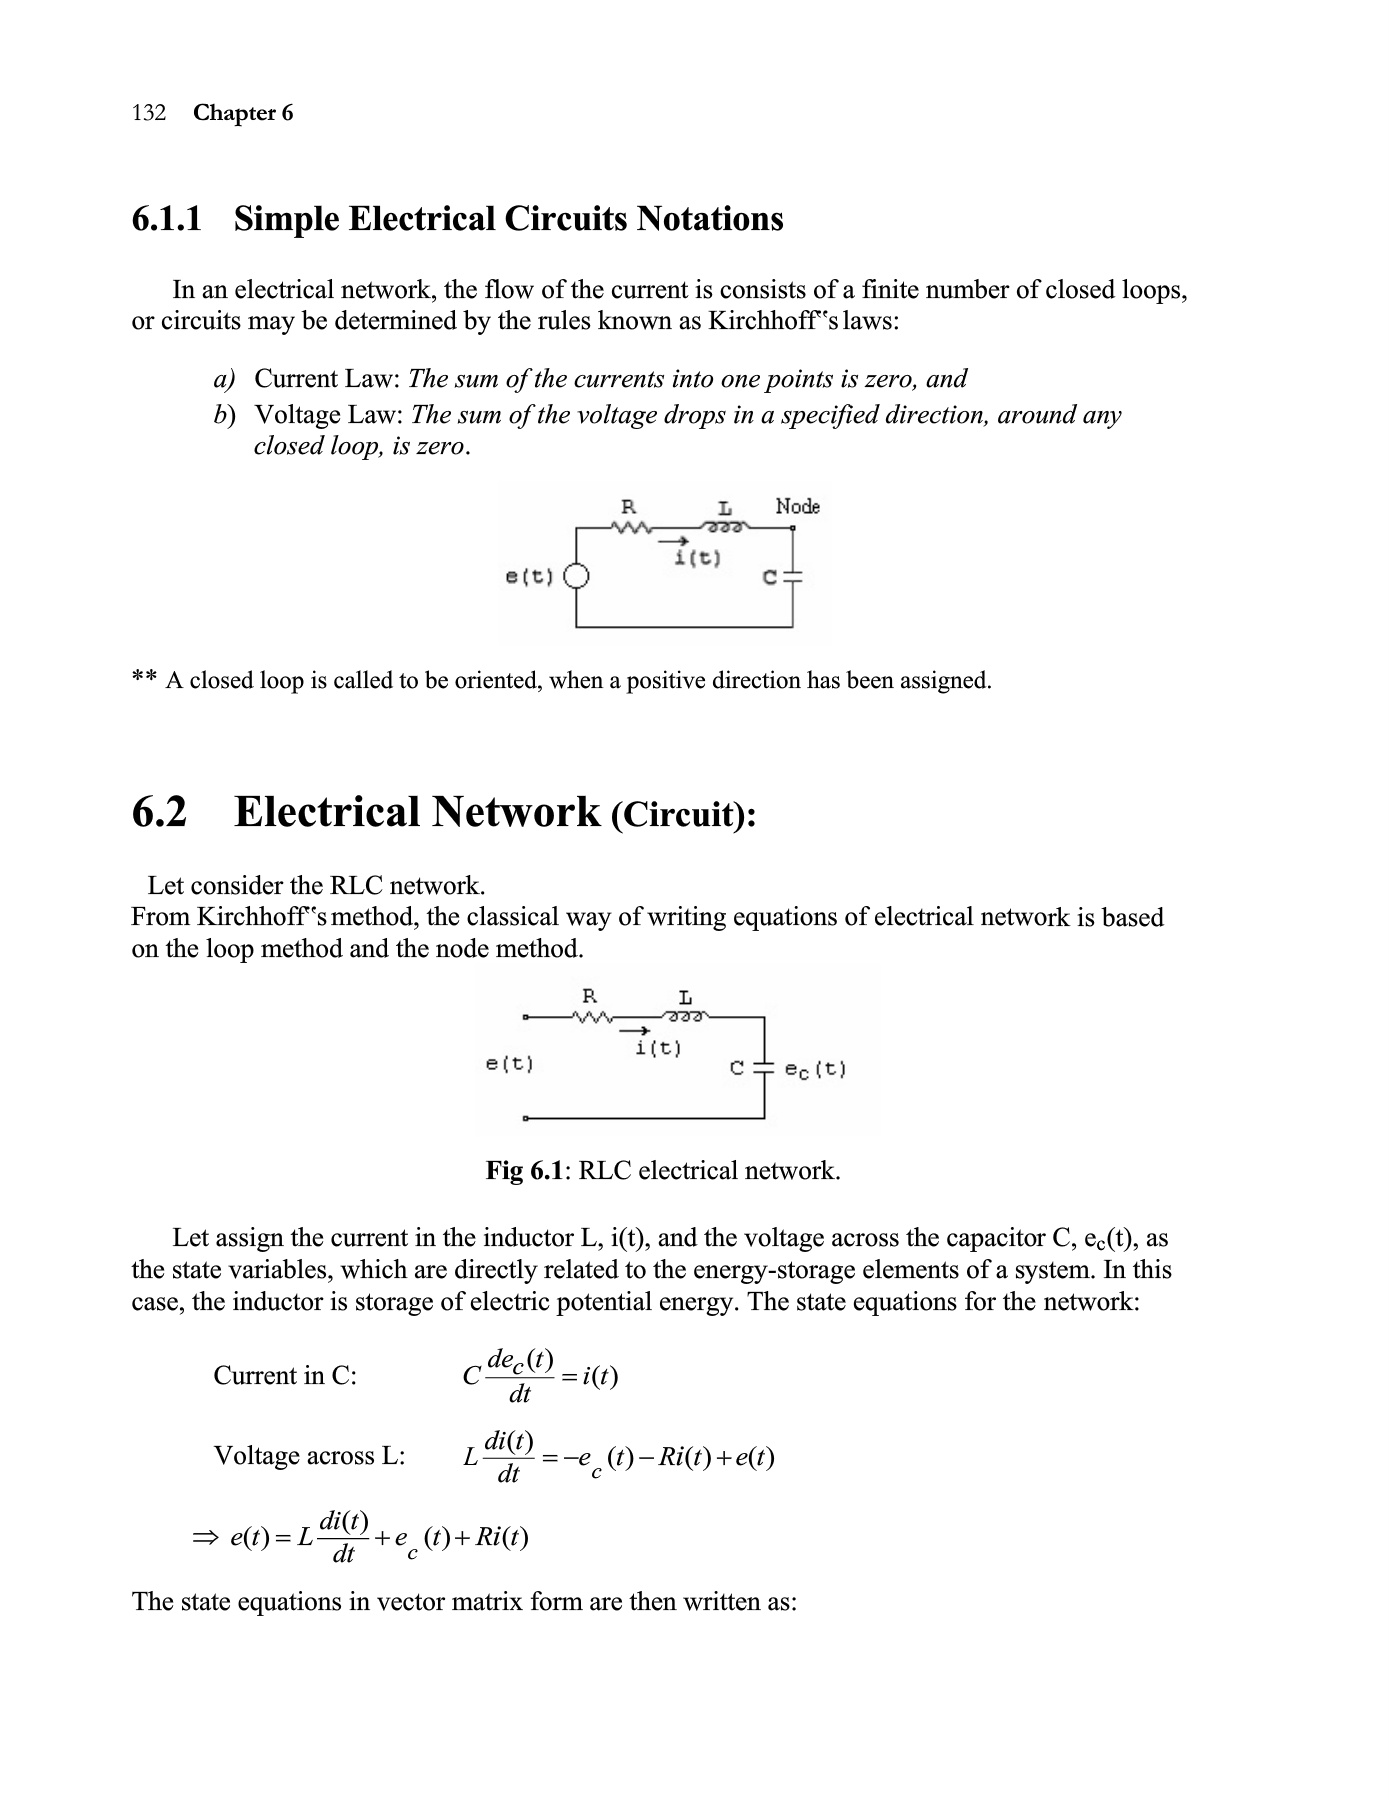 132 Chapter 6
6.1.1 Simple Electrical Circuits Notations
In an electrical network, the flow of the current is consists of a finite number of closed loops,
or circuits may be determined by the rules known as Kirchhoff"‘s laws:
a) Current Law: The sum of the currents into one points is zero, and
b) Voltage Law: The sum of the voltage drops in a specified direction, around any
closed loop, is zero.
R L Node
i(t)
e(t) C
** A closed loop is called to be oriented, when a positive direction has been assigned.
6.2 Electrical Network (Circuit):
Let consider the RLC network.
From Kirchhoff"‘s method, the classical way of writing equations of electrical network is based
on the loop method and the node method.
R L
i(t)
e(t) C e_c(t)
Fig 6.1: RLC electrical network.
Let assign the current in the inductor L, i(t), and the voltage across the capacitor C, e_c(t), as
the state variables, which are directly related to the energy-storage elements of a system. In this
case, the inductor is storage of electric potential energy. The state equations for the network:
Current in C: C de_c(t)/dt = i(t)
Voltage across L: L di(t)/dt = −e_c(t) − Ri(t) + e(t)
⇒ e(t) = L di(t)/dt + e_c(t) + Ri(t)
The state equations in vector matrix form are then written as: